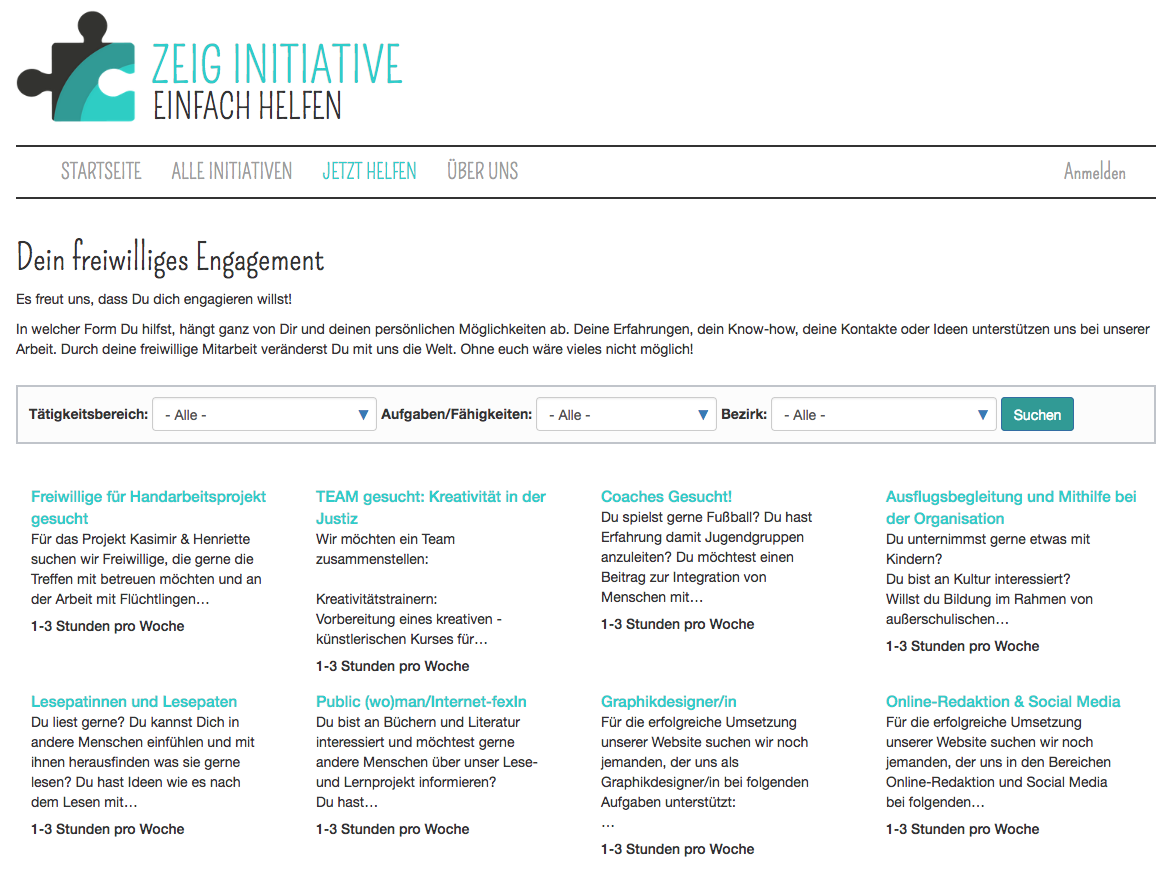 ZEIG INITIATIVE
EINFACH HELFEN
STARTSEITE ALLE INITIATIVEN JETZT HELFEN ÜBER UNS Anmelden
Dein freiwilliges Engagement
Es freut uns, dass Du dich engagieren willst!
In welcher Form Du hilfst, hängt ganz von Dir und deinen persönlichen Möglichkeiten ab. Deine Erfahrungen, dein Know-how, deine Kontakte oder Ideen unterstützen uns bei unserer
Arbeit. Durch deine freiwillige Mitarbeit veränderst Du mit uns die Welt. Ohne euch wäre vieles nicht möglich!
Tätigkeitsbereich: - Alle - Aufgaben/Fähigkeiten: - Alle - Bezirk: - Alle - Suchen
Freiwillige für Handarbeitsprojekt
gesucht
Für das Projekt Kasimir & Henriette
suchen wir Freiwillige, die gerne die
Treffen mit betreuen möchten und an
der Arbeit mit Flüchtlingen…
1-3 Stunden pro Woche
TEAM gesucht: Kreativität in der
Justiz
Wir möchten ein Team
zusammenstellen:
Kreativitätstrainern:
Vorbereitung eines kreativen -
künstlerischen Kurses für…
1-3 Stunden pro Woche
Coaches Gesucht!
Du spielst gerne Fußball? Du hast
Erfahrung damit Jugendgruppen
anzuleiten? Du möchtest einen
Beitrag zur Integration von
Menschen mit…
1-3 Stunden pro Woche
Ausflugsbegleitung und Mithilfe bei
der Organisation
Du unternimmst gerne etwas mit
Kindern?
Du bist an Kultur interessiert?
Willst du Bildung im Rahmen von
außerschulischen…
1-3 Stunden pro Woche
Lesepatinnen und Lesepaten
Du liest gerne? Du kannst Dich in
andere Menschen einfühlen und mit
ihnen herausfinden was sie gerne
lesen? Du hast Ideen wie es nach
dem Lesen mit…
1-3 Stunden pro Woche
Public (wo)man/Internet-fexIn
Du bist an Büchern und Literatur
interessiert und möchtest gerne
andere Menschen über unser Lese-
und Lernprojekt informieren?
Du hast…
1-3 Stunden pro Woche
Graphikdesigner/in
Für die erfolgreiche Umsetzung
unserer Website suchen wir noch
jemanden, der uns als
Graphikdesigner/in bei folgenden
Aufgaben unterstützt:
…
1-3 Stunden pro Woche
Online-Redaktion & Social Media
Für die erfolgreiche Umsetzung
unserer Website suchen wir noch
jemanden, der uns in den Bereichen
Online-Redaktion und Social Media
bei folgenden…
1-3 Stunden pro Woche